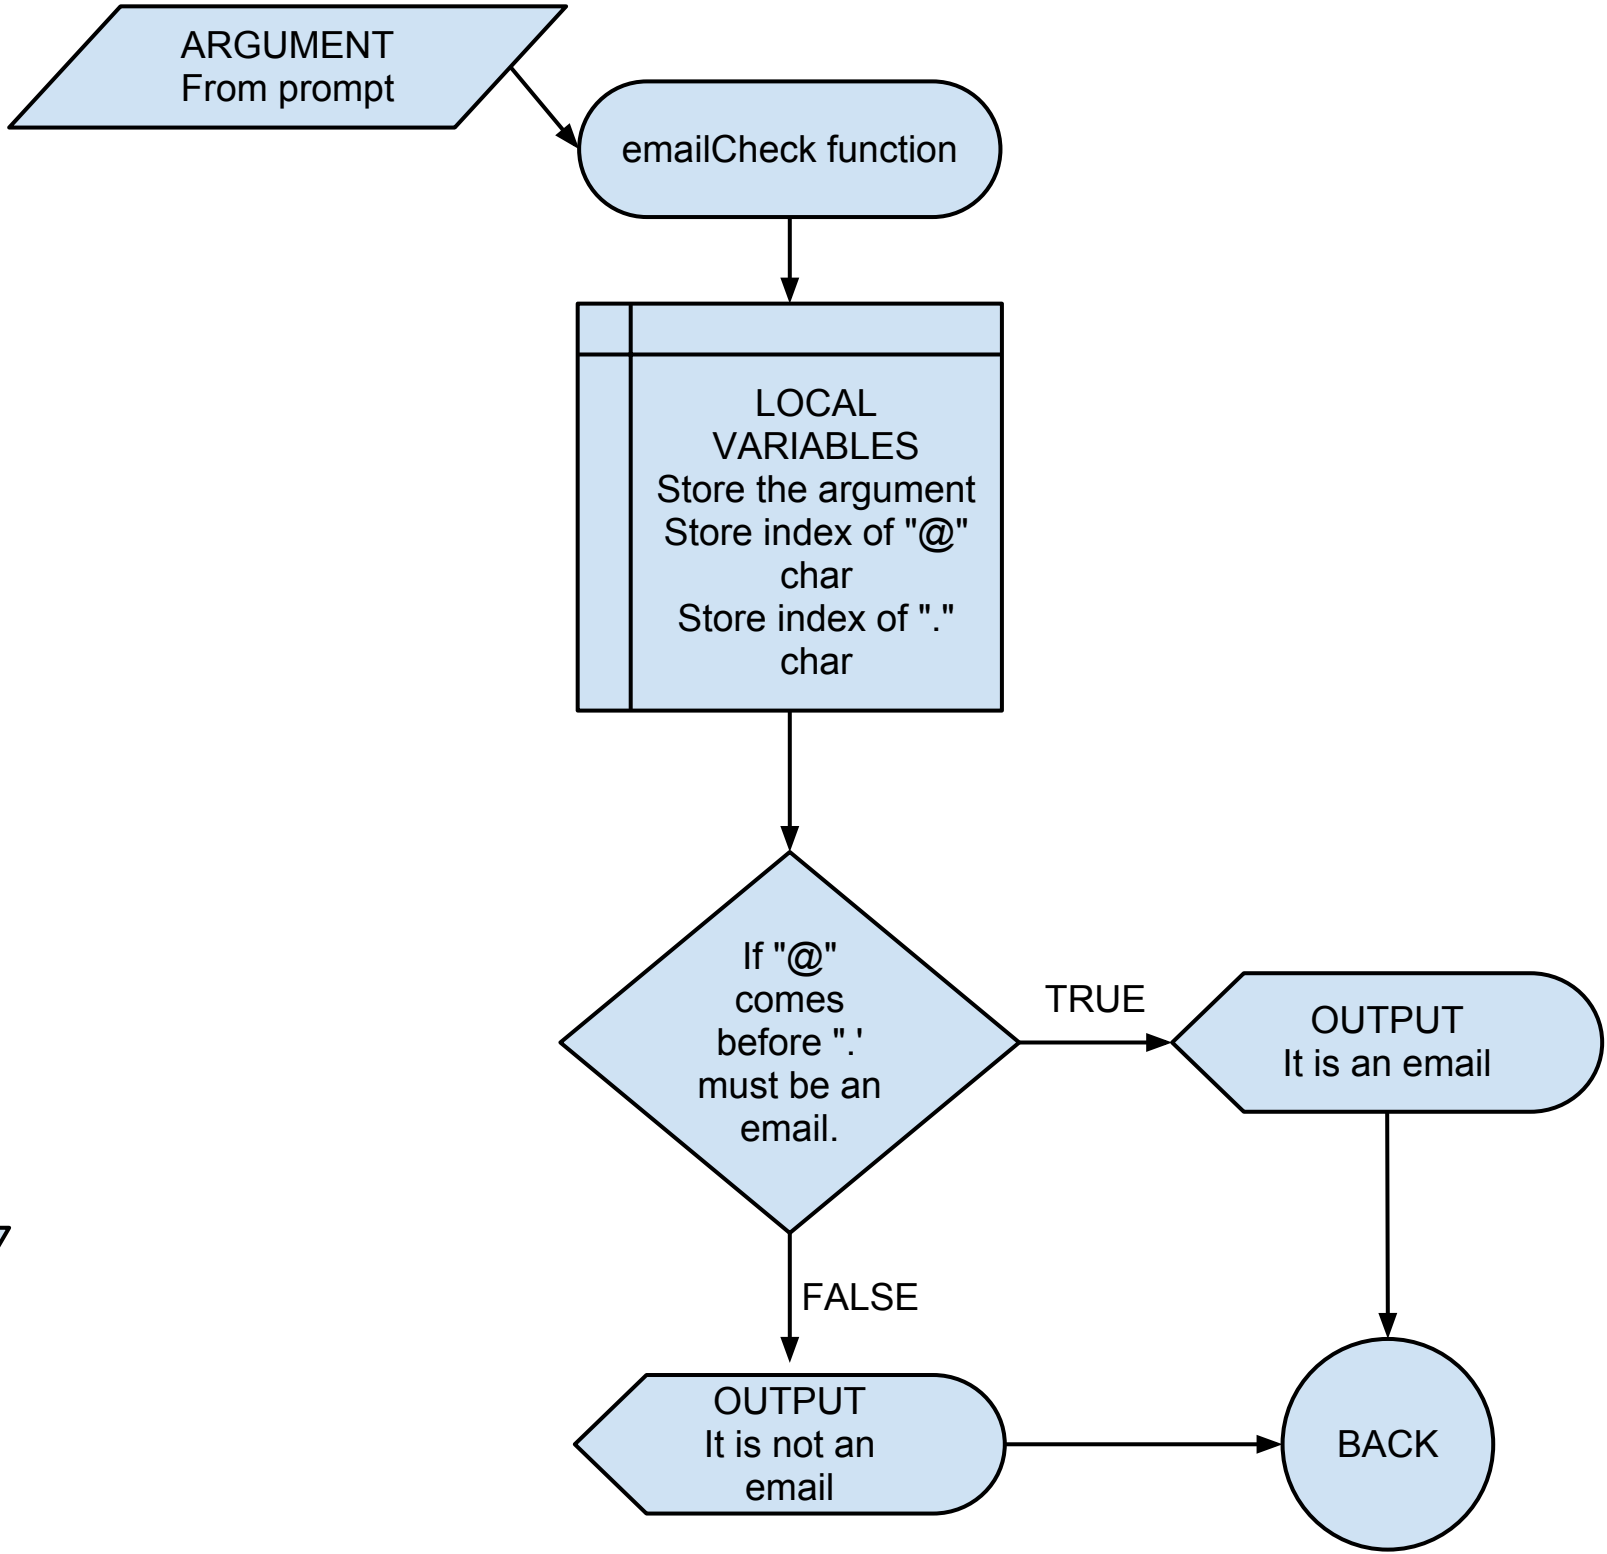 ARGUMENT
From prompt
emailCheck function
LOCAL
VARIABLES
Store the argument
Store index of "@"
char
Store index of "."
char
If "@"
comes
before ".'
must be an
email.
TRUE
OUTPUT
It is an email
FALSE
OUTPUT
It is not an
email
BACK